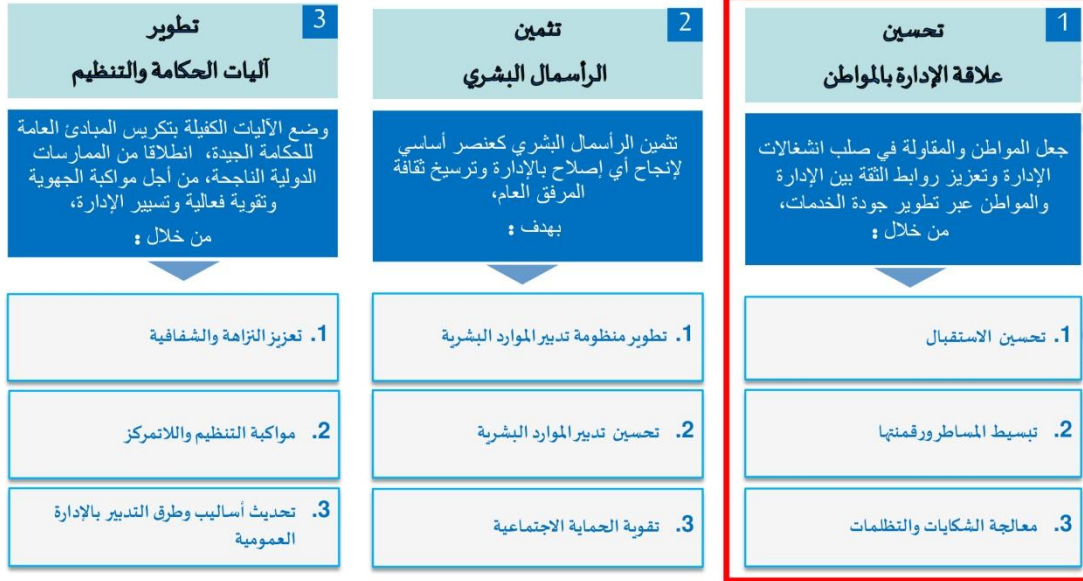 1
تحسين
علاقة الإدارة بالمواطن
جعل المواطن والمقاولة في صلب انشغالات
الإدارة وتعزيز روابط الثقة بين الإدارة
والمواطن عبر تطوير جودة الخدمات،
من خلال :
1. تحسين الاستقبال
2. تبسيط المساطر ورقمنتها
3. معالجة الشكايات والتظلمات
2
تثمين
الرأسمال البشري
تثمين الرأسمال البشري كعنصر أساسي
لإنجاح أي إصلاح بالإدارة وترسيخ ثقافة
المرفق العام،
بهدف :
1. تطوير منظومة تدبير الموارد البشرية
2. تحسين تدبير الموارد البشرية
3. تقوية الحماية الاجتماعية
3
تطوير
آليات الحكامة والتنظيم
وضع الآليات الكفيلة بتكريس المبادئ العامة
للحكامة الجيدة، انطلاقا من الممارسات
الدولية الناجحة، من أجل مواكبة الجهوية
وتقوية فعالية وتسيير الإدارة،
من خلال :
1. تعزيز النزاهة والشفافية
2. مواكبة التنظيم واللاتمركز
3. تحديث أساليب وطرق التدبير بالإدارة
العمومية